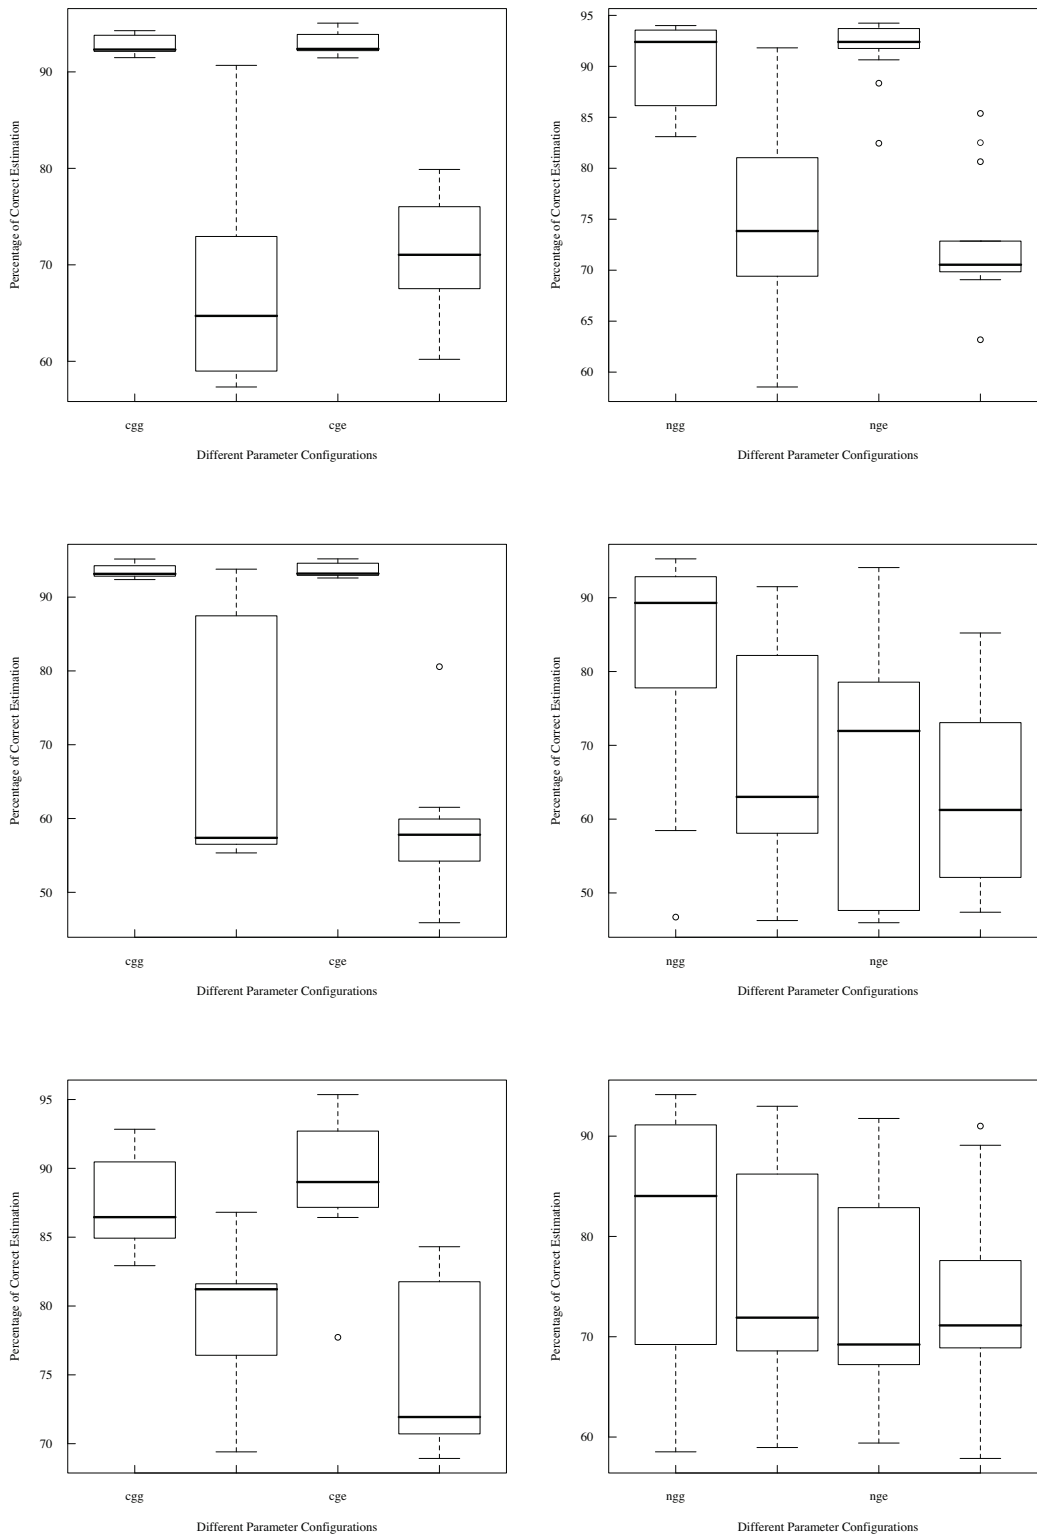 Percentage of Correct Estimation
90
80
70
60
cgg
cge
Different Parameter Configurations
Percentage of Correct Estimation
95
90
85
80
75
70
65
60
ngg
nge
Different Parameter Configurations
Percentage of Correct Estimation
90
80
70
60
50
cgg
cge
Different Parameter Configurations
Percentage of Correct Estimation
90
80
70
60
50
ngg
nge
Different Parameter Configurations
Percentage of Correct Estimation
95
90
85
80
75
70
cgg
cge
Different Parameter Configurations
Percentage of Correct Estimation
90
80
70
60
ngg
nge
Different Parameter Configurations